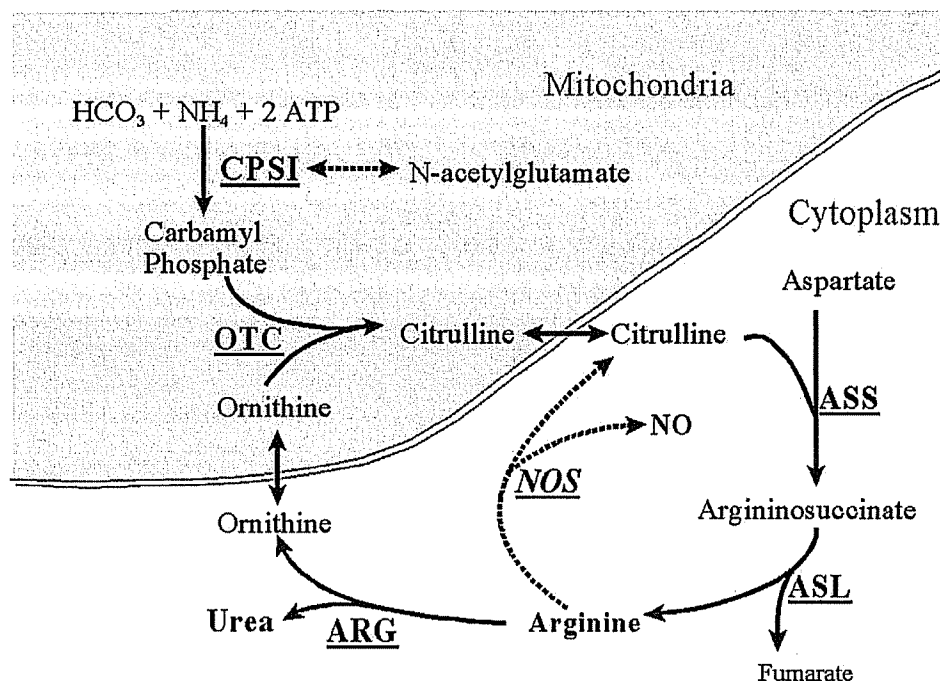 Mitochondria
HCO₃ + NH₄ + 2 ATP
CPSI
N-acetylglutamate
Cytoplasm
Carbamyl
Phosphate
Aspartate
OTC
Citrulline
Citrulline
Ornithine
ASS
NO
NOS
Ornithine
Argininosuccinate
ASL
Urea
ARG
Arginine
Fumarate